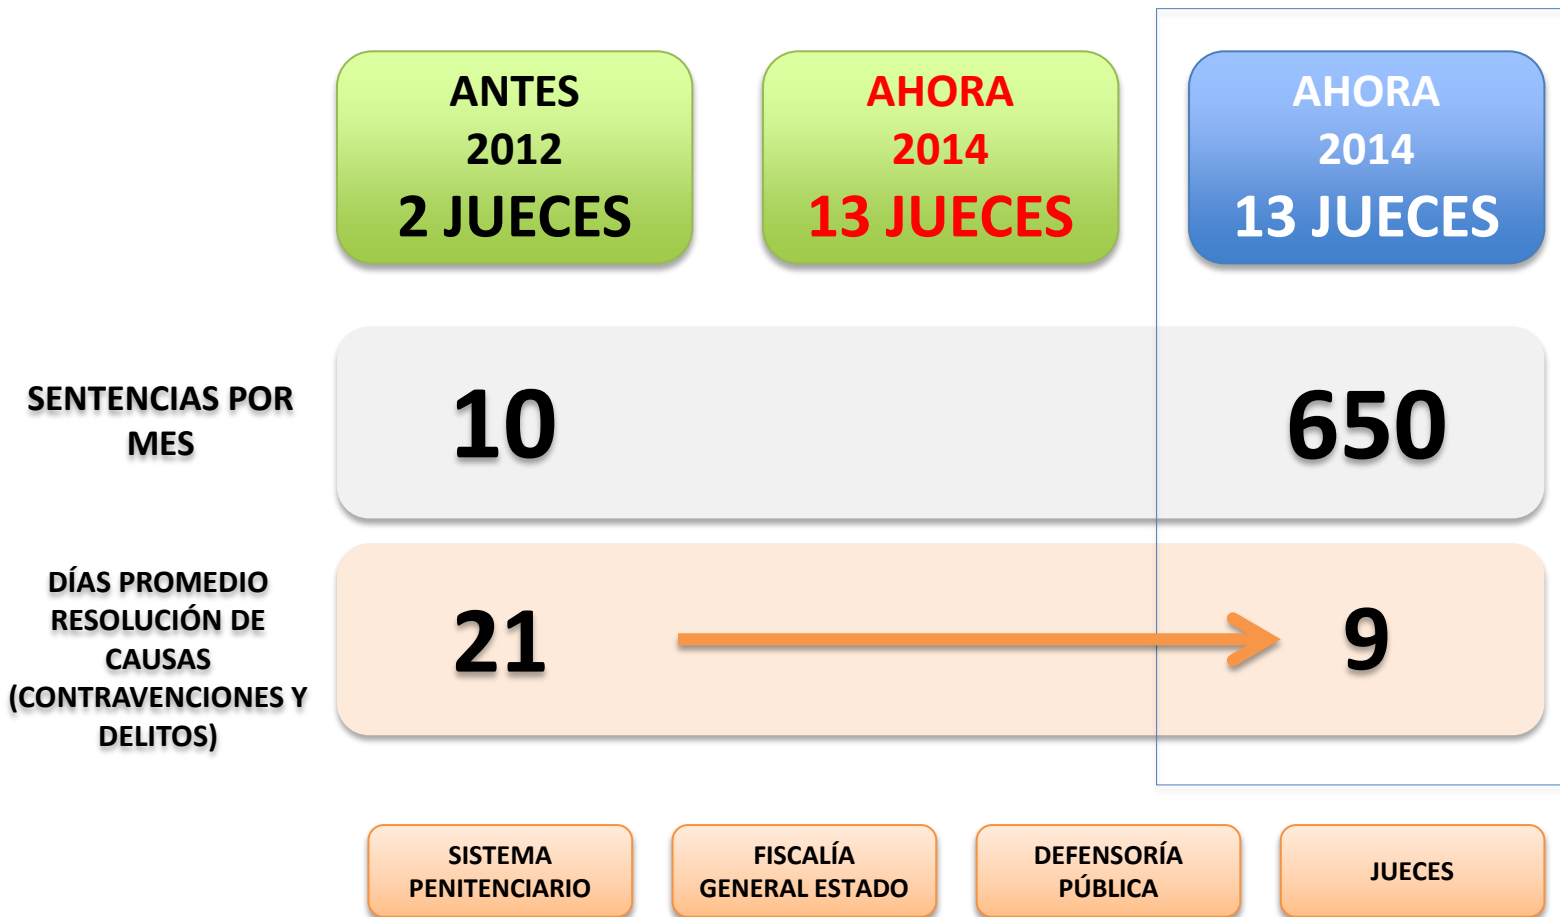 ANTES
2012
2 JUECES
AHORA
2014
13 JUECES
AHORA
2014
13 JUECES
SENTENCIAS POR
MES
10
650
DÍAS PROMEDIO
RESOLUCIÓN DE
CAUSAS
(CONTRAVENCIONES Y
DELITOS)
21
9
SISTEMA
PENITENCIARIO
FISCALÍA
GENERAL ESTADO
DEFENSORÍA
PÚBLICA
JUECES